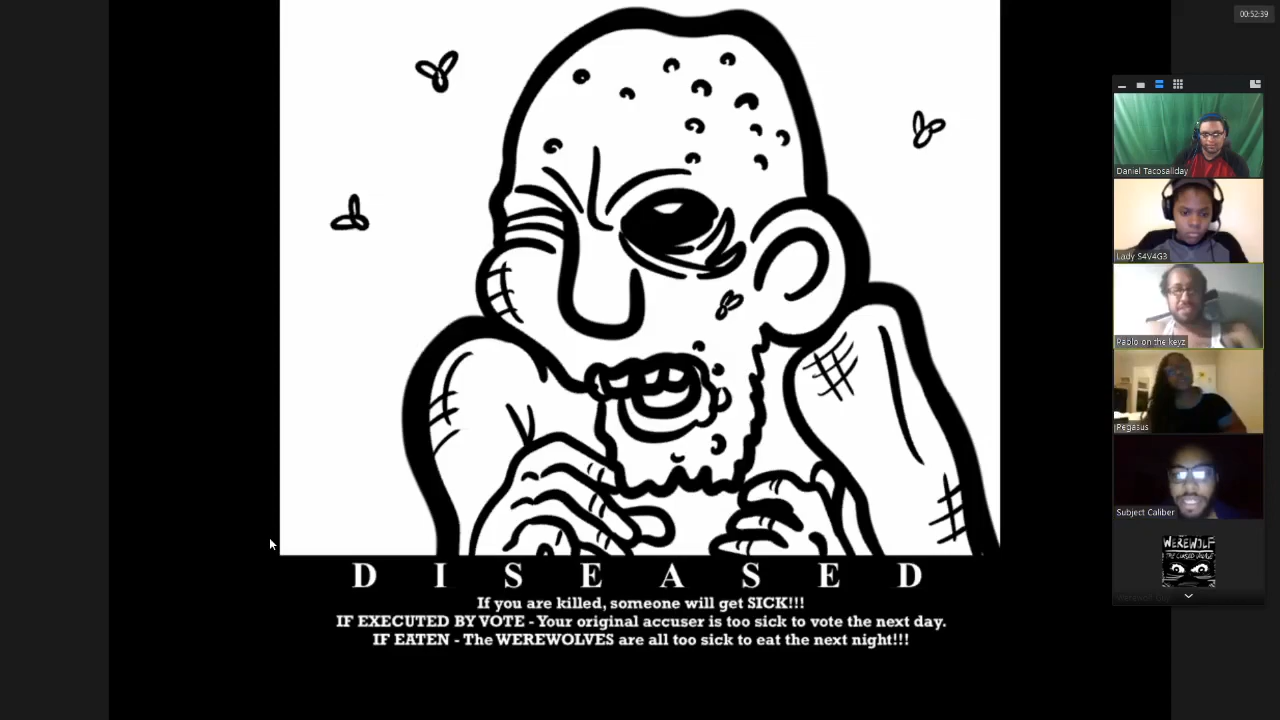 00:52:39
Daniel Tacosallday
Lady S4V4G3
Pablo on the keyz
Pegasus
Subject Caliber
WEREWOLF
D I S E A S E D
If you are killed, someone will get SICK!!!
IF EXECUTED BY VOTE - Your original accuser is too sick to vote the next day.
IF EATEN - The WEREWOLVES are all too sick to eat the next night!!!